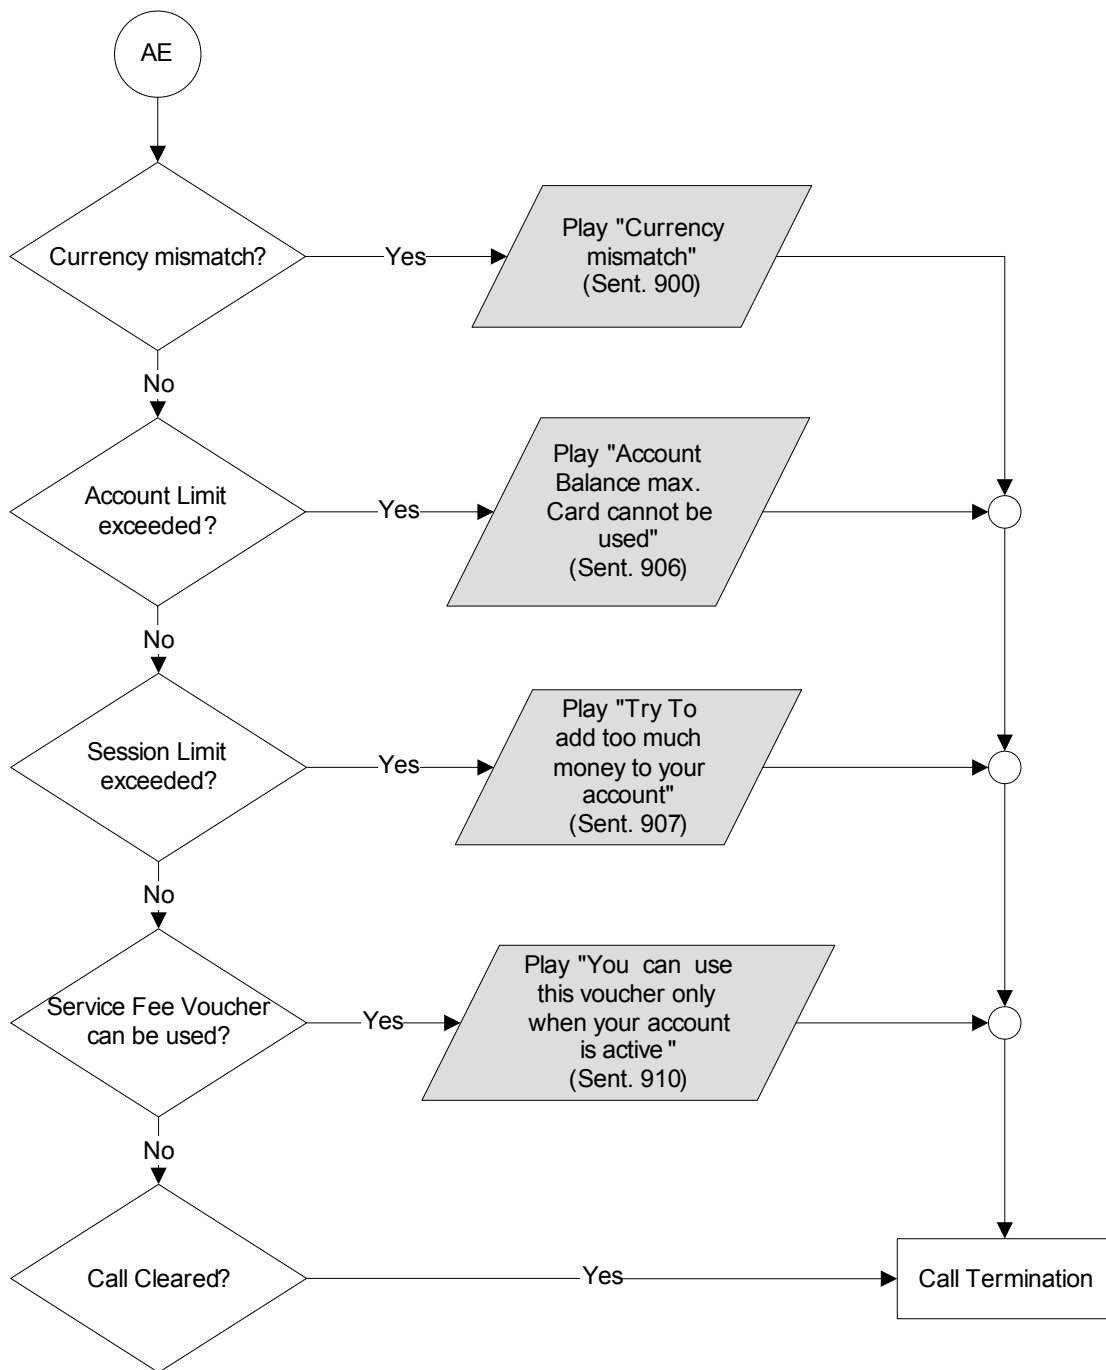 AE
Currency mismatch?
Yes
Play "Currency
mismatch"
(Sent. 900)
No
Account Limit
exceeded?
Yes
Play "Account
Balance max.
Card cannot be
used"
(Sent. 906)
No
Session Limit
exceeded?
Yes
Play "Try To
add too much
money to your
account"
(Sent. 907)
No
Service Fee Voucher
can be used?
Yes
Play "You can use
this voucher only
when your account
is active"
(Sent. 910)
No
Call Cleared?
Yes
Call Termination